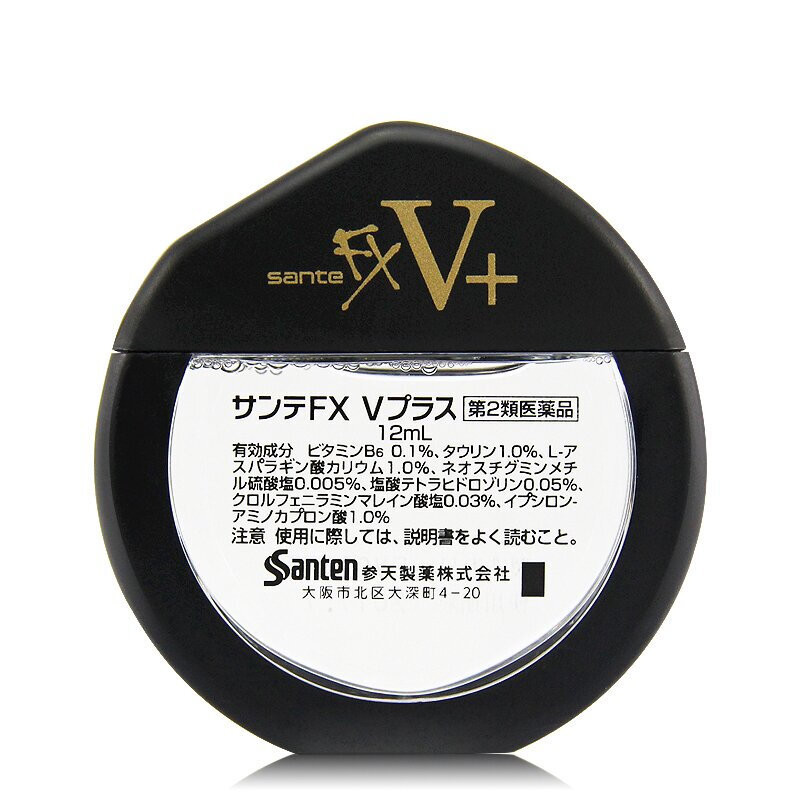 sante FX V+
サンテFX Vプラス 第2類医薬品
12mL
有効成分 ビタミンB6 0.1%、タウリン1.0%、L-ア
スパラギン酸カリウム1.0%、ネオスチグミンメチ
ル硫酸塩0.005%、塩酸テトラヒドロゾリン0.05%、
クロルフェニラミンマレイン酸塩0.03%、イプシロン-
アミノカプロン酸1.0%
注意 使用に際しては、説明書をよく読むこと。
Santen 参天製薬株式会社
大阪市北区大深町4-20